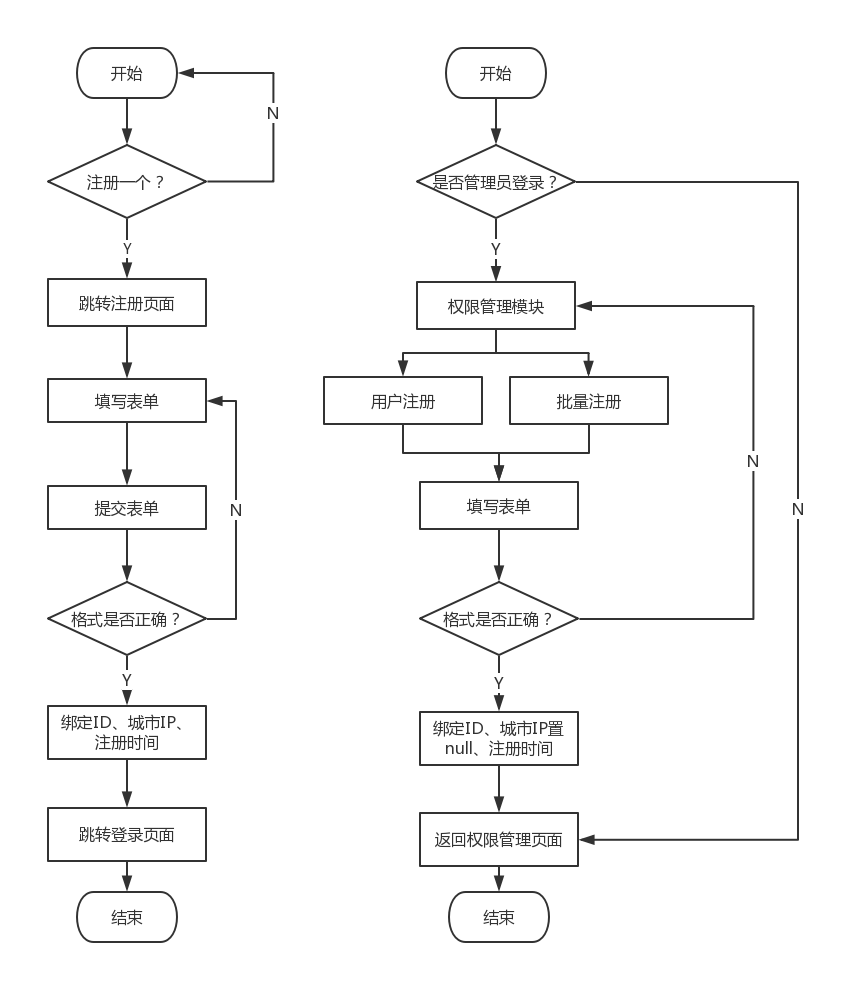 开始
N
注册一个？
Y
跳转注册页面
填写表单
提交表单
N
格式是否正确？
Y
绑定ID、城市IP、
注册时间
跳转登录页面
结束
开始
是否管理员登录？
Y
权限管理模块
用户注册
批量注册
N
填写表单
N
格式是否正确？
Y
绑定ID、城市IP置
null、注册时间
返回权限管理页面
结束